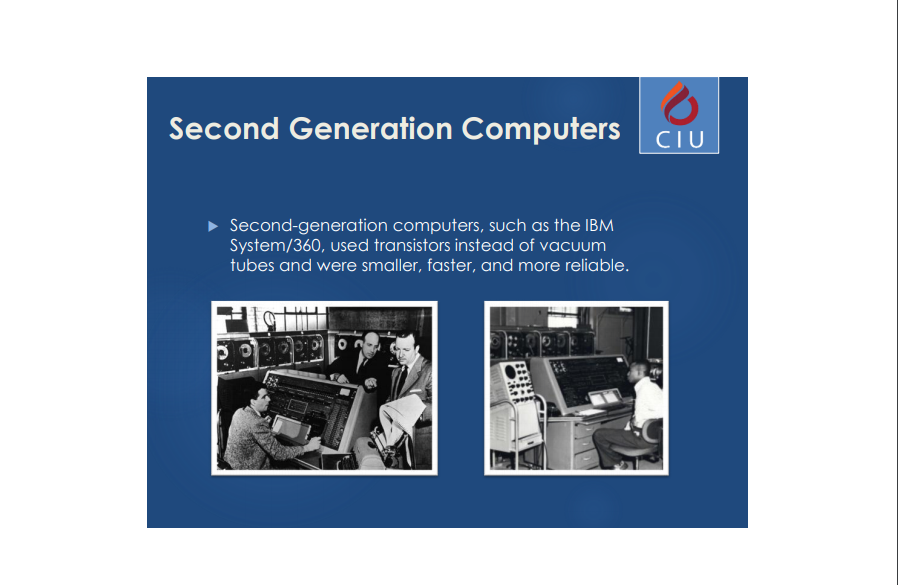 Second Generation Computers
CIU
Second-generation computers, such as the IBM
System/360, used transistors instead of vacuum
tubes and were smaller, faster, and more reliable.